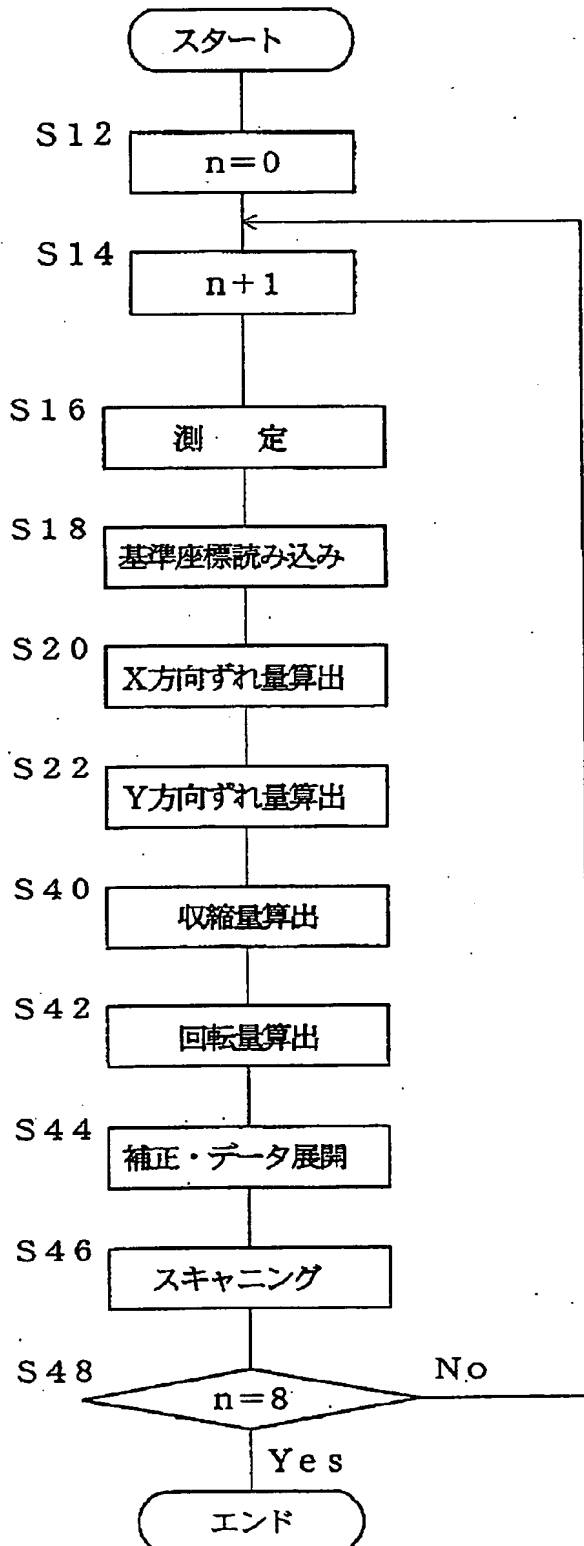 スタート
S12
n=0
S14
n+1
S16
測 定
S18
基準座標読み込み
S20
X方向ずれ量算出
S22
Y方向ずれ量算出
S40
収縮量算出
S42
回転量算出
S44
補正・データ展開
S46
スキャニング
S48
n=8
No
Yes
エンド